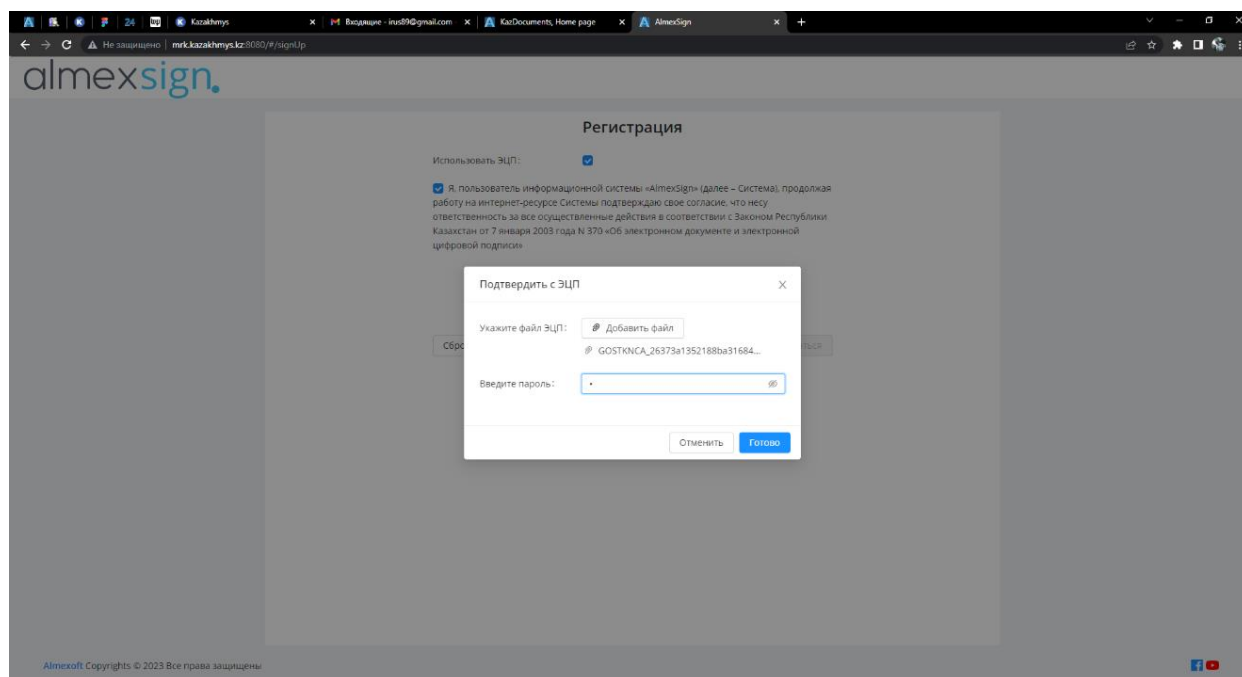 24
top
Kazakhmys
Входящие - irus89@gmail.com
KazDocuments, Home page
AlmexSign
Не защищено | mrk.kazakhmys.kz:8080/#/signUp
almexsign.
Регистрация
Использовать ЭЦП:
Я, пользователь информационной системы «AlmexSign» (далее – Система), продолжая
работу на интернет-ресурсе Системы подтверждаю свое согласие, что несу
ответственность за все осуществленные действия в соответствии с Законом Республики
Казахстан от 7 января 2003 года N 370 «Об электронном документе и электронной
цифровой подписи»
Подтвердить с ЭЦП
Укажите файл ЭЦП:
Добавить файл
GOSTKNCA_26373a1352188ba31684...
Сбро
ться
Введите пароль:
Отменить
Готово
Almexoft Copyrights © 2023 Все права защищены